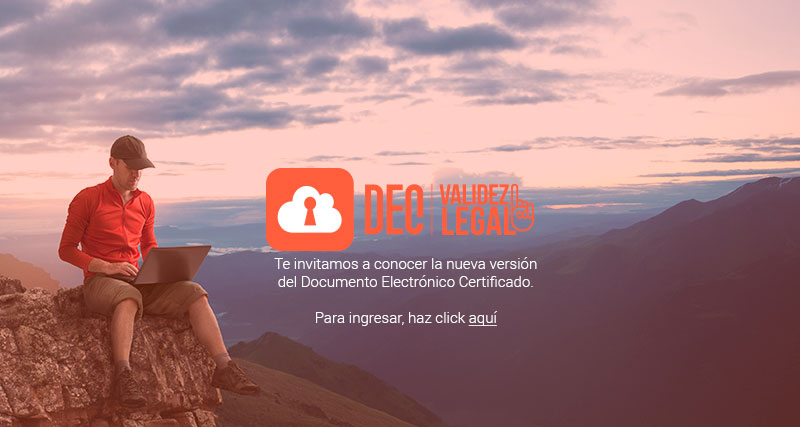 DEC VALIDEZ
LEGAL
Te invitamos a conocer la nueva versión
del Documento Electrónico Certificado.
Para ingresar, haz click aquí